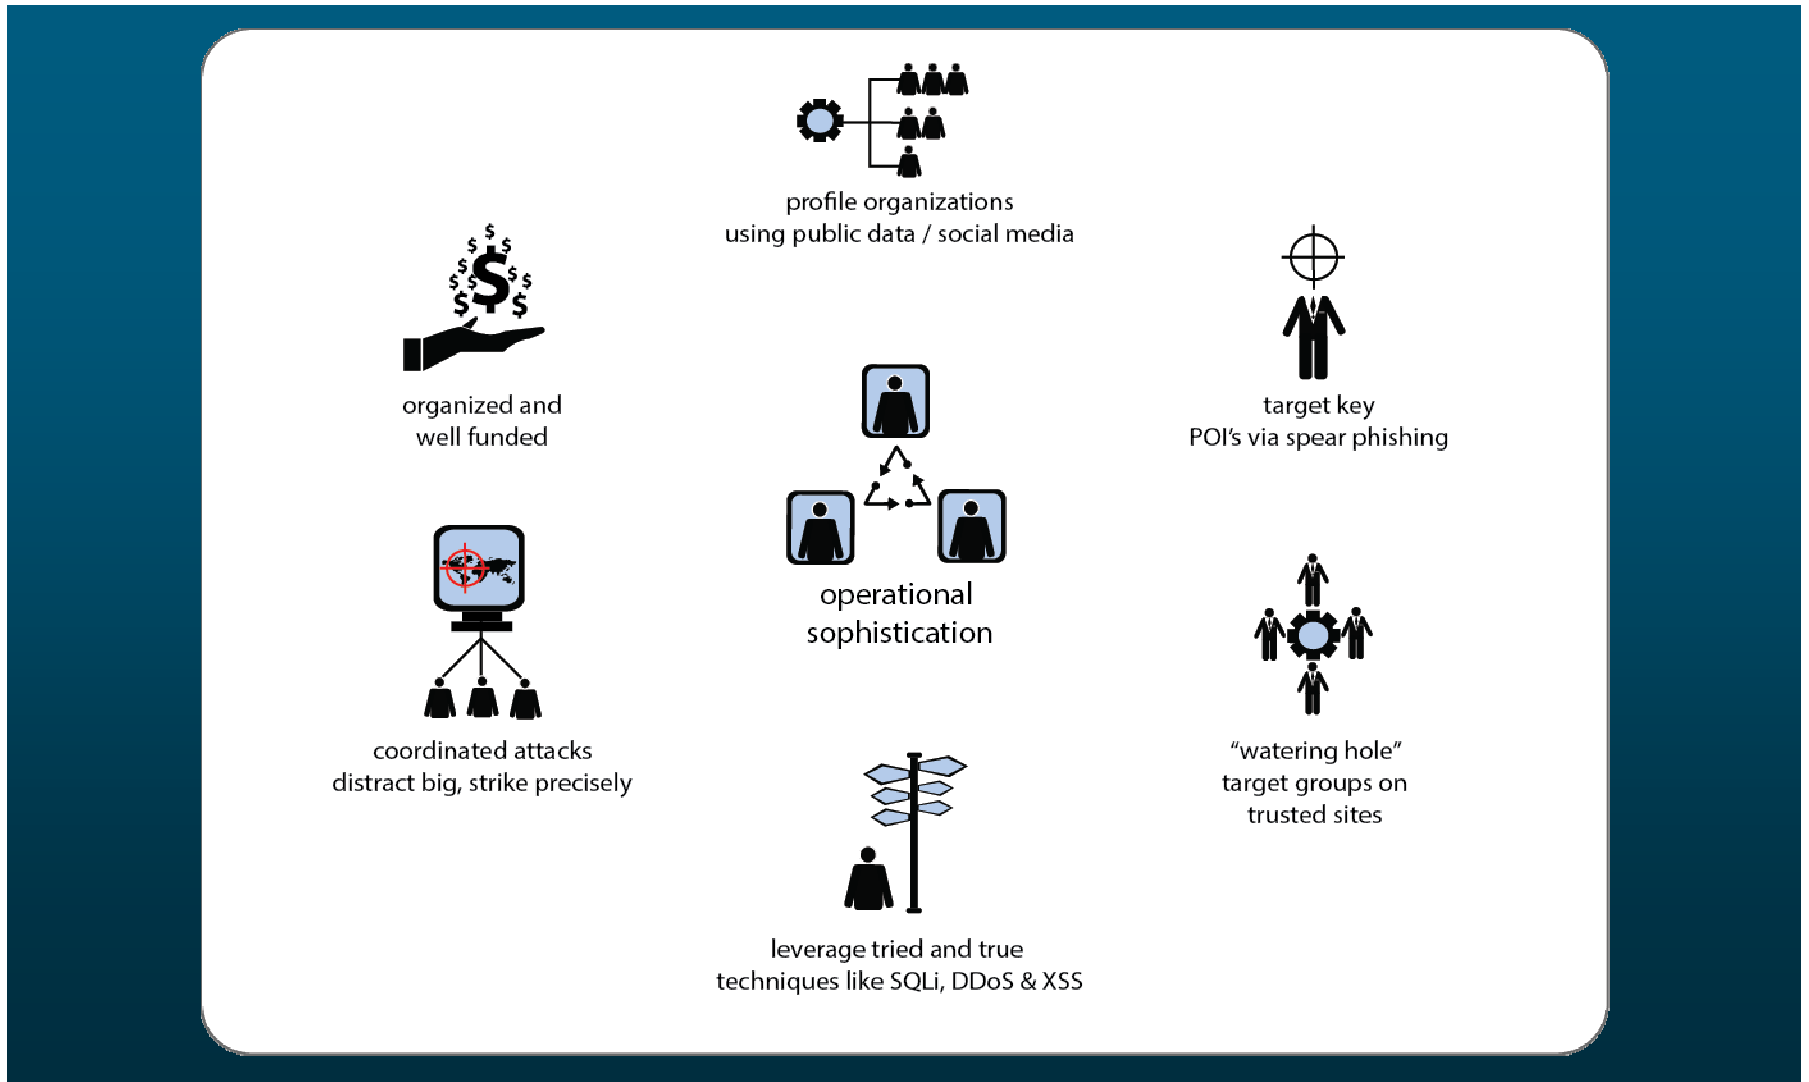 profile organizations
using public data / social media
organized and
well funded
target key
POI's via spear phishing
operational
sophistication
coordinated attacks
distract big, strike precisely
"watering hole"
target groups on
trusted sites
leverage tried and true
techniques like SQLi, DDoS & XSS